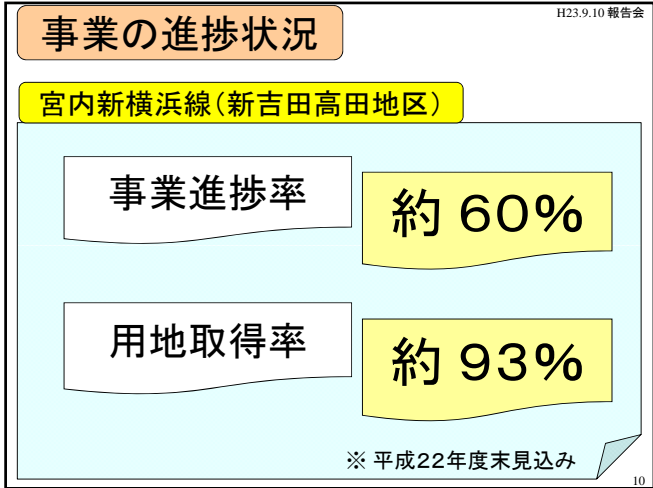 H23.9.10 報告会
事業の進捗状況
宮内新横浜線(新吉田高田地区)
事業進捗率
約 60%
用地取得率
約 93%
※ 平成22年度末見込み
10